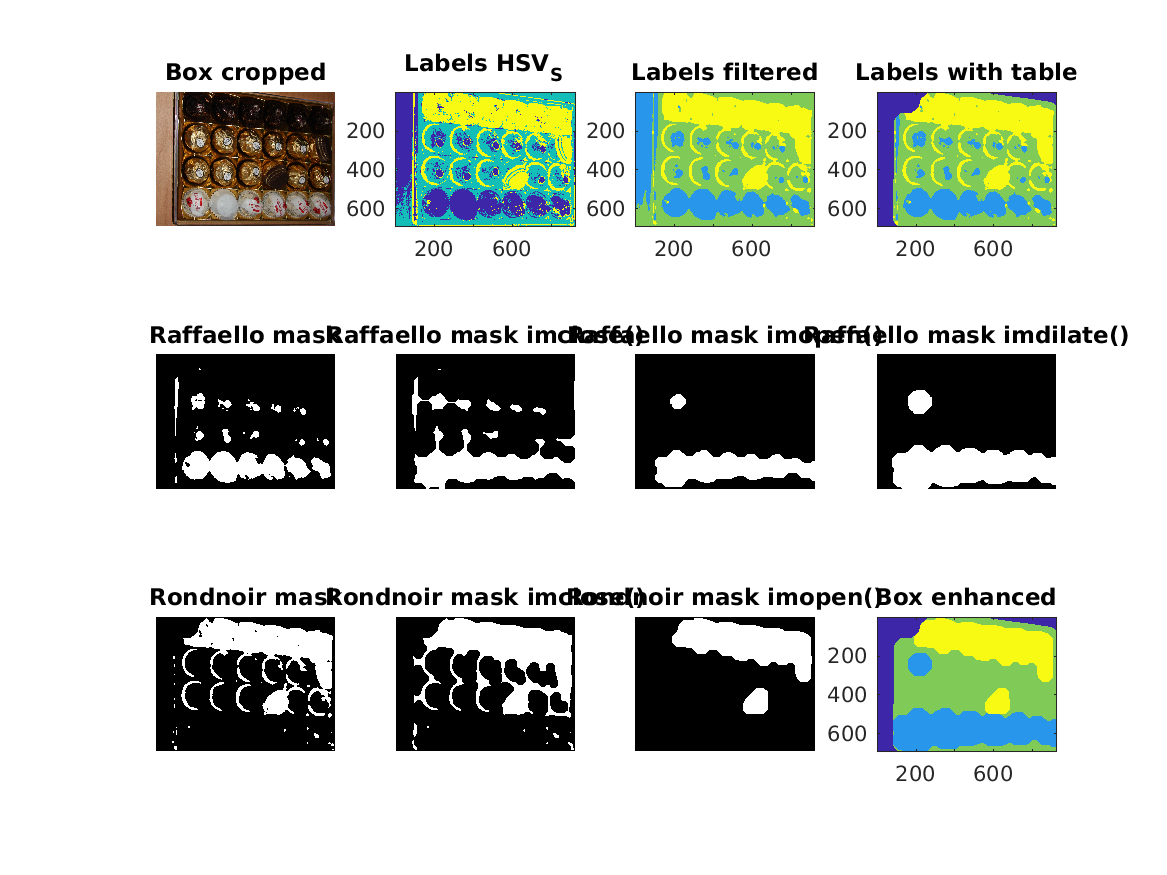 Box cropped
Labels HSV_S
Labels filtered
Labels with table
200
400
600
200 600
200
400
600
200 600
200
400
600
200 600
Raffaello mask
Raffaello mask imclose()
Raffaello mask imopen()
Raffaello mask imdilate()
Rondnoir mask
Rondnoir mask imclose()
Rondnoir mask imopen()
Box enhanced
200
400
600
200 600